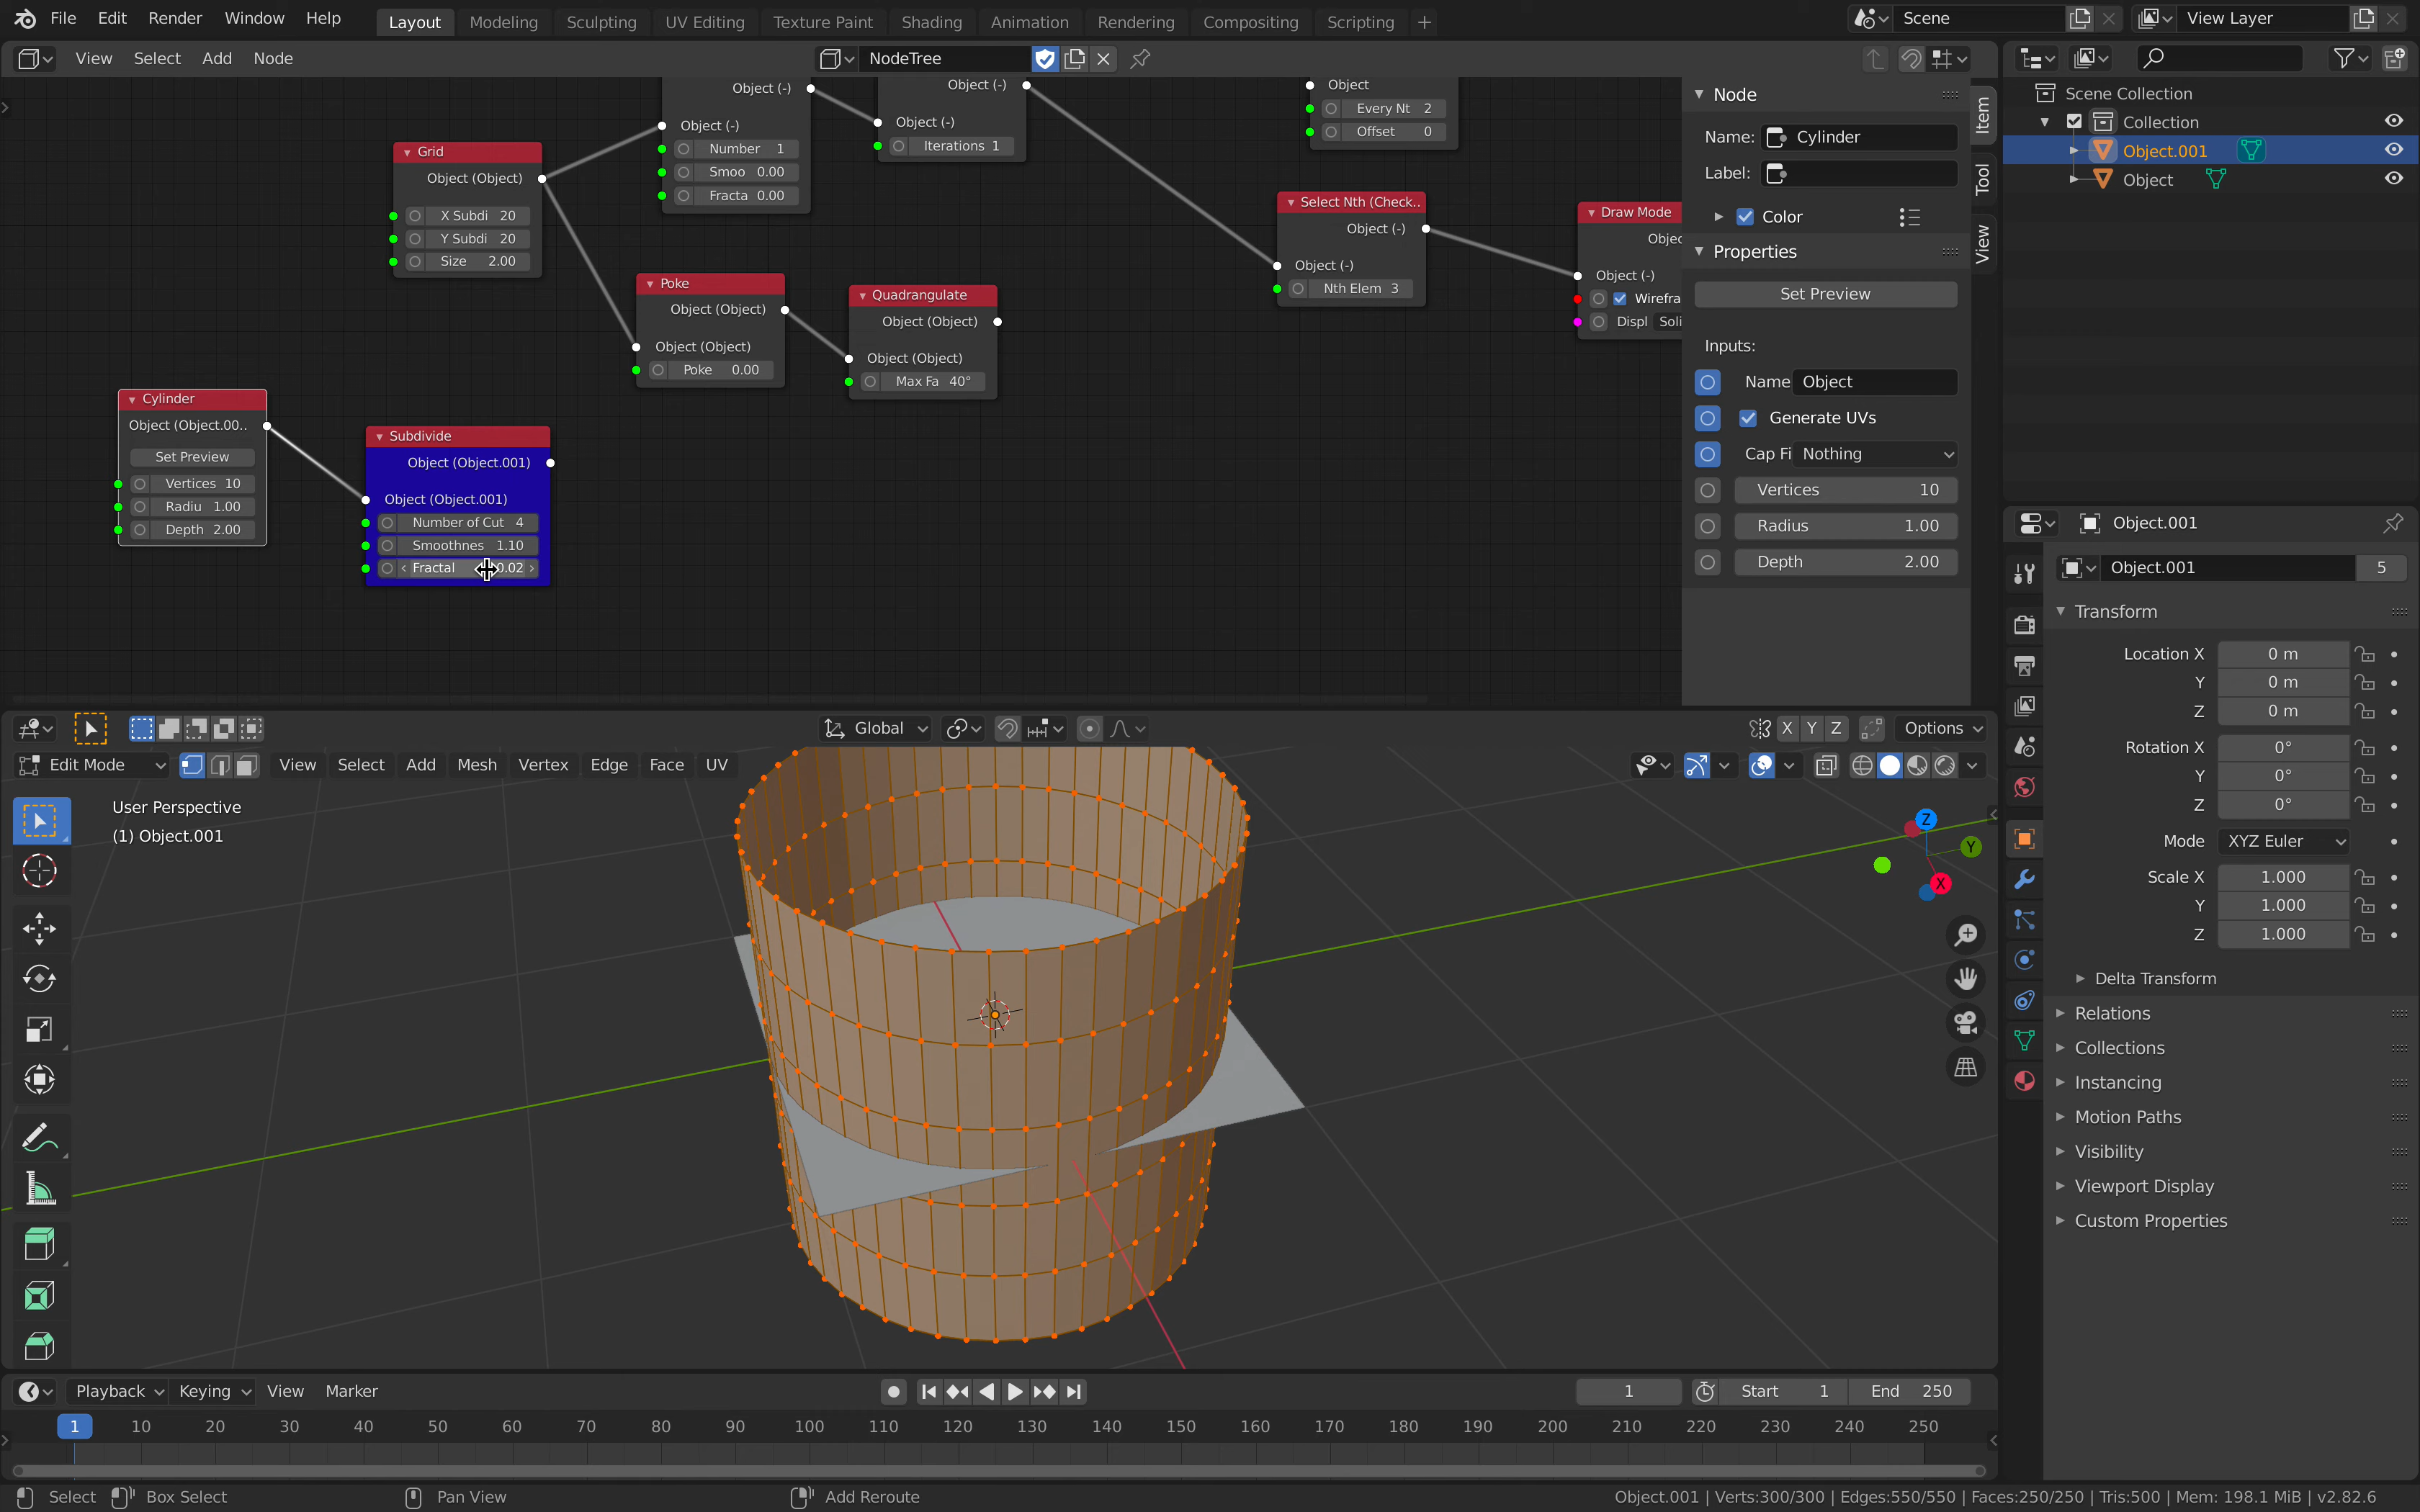 File Edit Render Window Help Layout Modeling Sculpting UV Editing Texture Paint Shading Animation Rendering Compositing Scripting + Scene View Layer
View Select Add Node NodeTree
Object (-)
Object (-)
Number 1
Smoo 0.00
Fracta 0.00
Object (-)
Object (-)
Iterations 1
Object
Every Nt 2
Offset 0
Grid
Object (Object)
X Subdi 20
Y Subdi 20
Size 2.00
Select Nth (Check..
Object (-)
Object (-)
Nth Elem 3
Draw Mode
Objec
Object (-)
Wirefra
Displ Soli
Poke
Object (Object)
Object (Object)
Poke 0.00
Quadrangulate
Object (Object)
Object (Object)
Max Fa 40°
Cylinder
Object (Object.00..
Set Preview
Vertices 10
Radiu 1.00
Depth 2.00
Subdivide
Object (Object.001)
Object (Object.001)
Number of Cut 4
Smoothnes 1.10
Fractal 0.02
Node
Name: Cylinder
Label:
Color
Properties
Set Preview
Inputs:
Name Object
Generate UVs
Cap Fi Nothing
Vertices 10
Radius 1.00
Depth 2.00
Item
Tool
View
Scene Collection
Collection
Object.001
Object
Object.001
Object.001 5
Transform
Location X 0 m
Y 0 m
Z 0 m
Rotation X 0°
Y 0°
Z 0°
Mode XYZ Euler
Scale X 1.000
Y 1.000
Z 1.000
Delta Transform
Relations
Collections
Instancing
Motion Paths
Visibility
Viewport Display
Custom Properties
Global X Y Z Options
Edit Mode View Select Add Mesh Vertex Edge Face UV
User Perspective
(1) Object.001
Z
Y
X
Playback Keying View Marker 1 Start 1 End 250
1 10 20 30 40 50 60 70 80 90 100 110 120 130 140 150 160 170 180 190 200 210 220 230 240 250
Select Box Select Pan View Add Reroute Object.001 | Verts:300/300 | Edges:550/550 | Faces:250/250 | Tris:500 | Mem: 198.1 MiB | v2.82.6